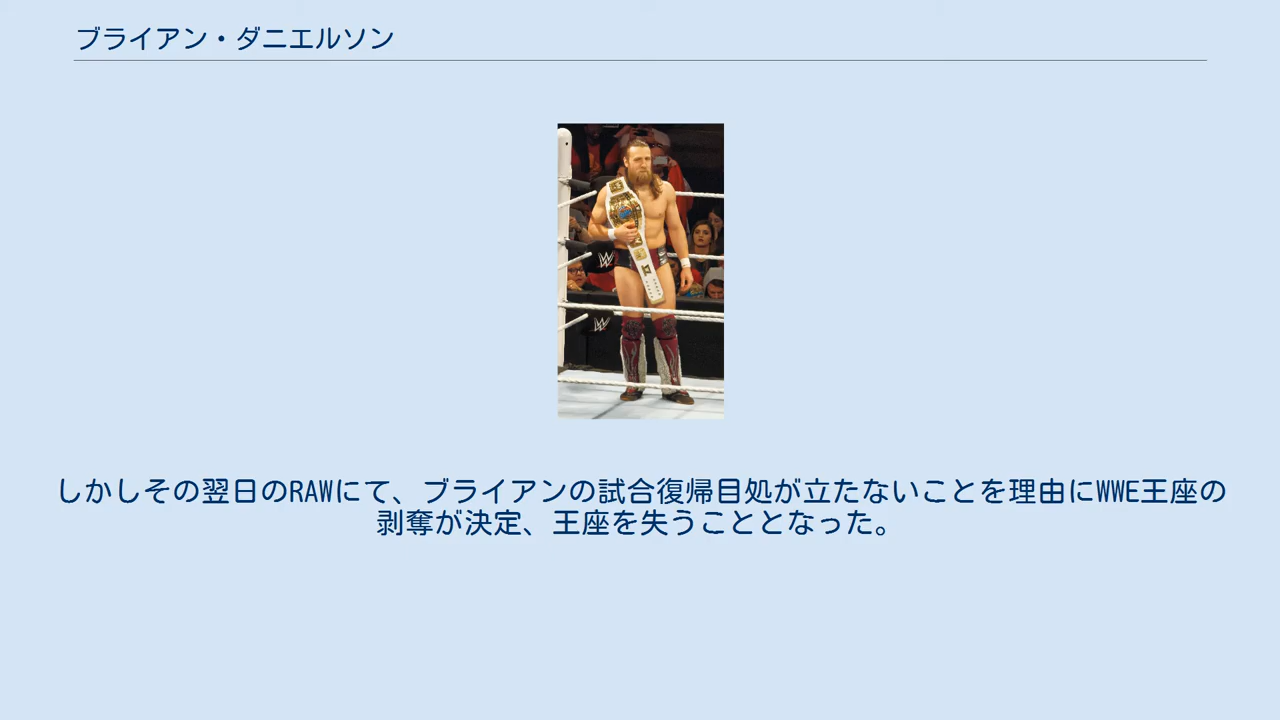 ブライアン・ダニエルソン
しかしその翌日のRAWにて、ブライアンの試合復帰目処が立たないことを理由にWWE王座の
剥奪が決定、王座を失うこととなった。